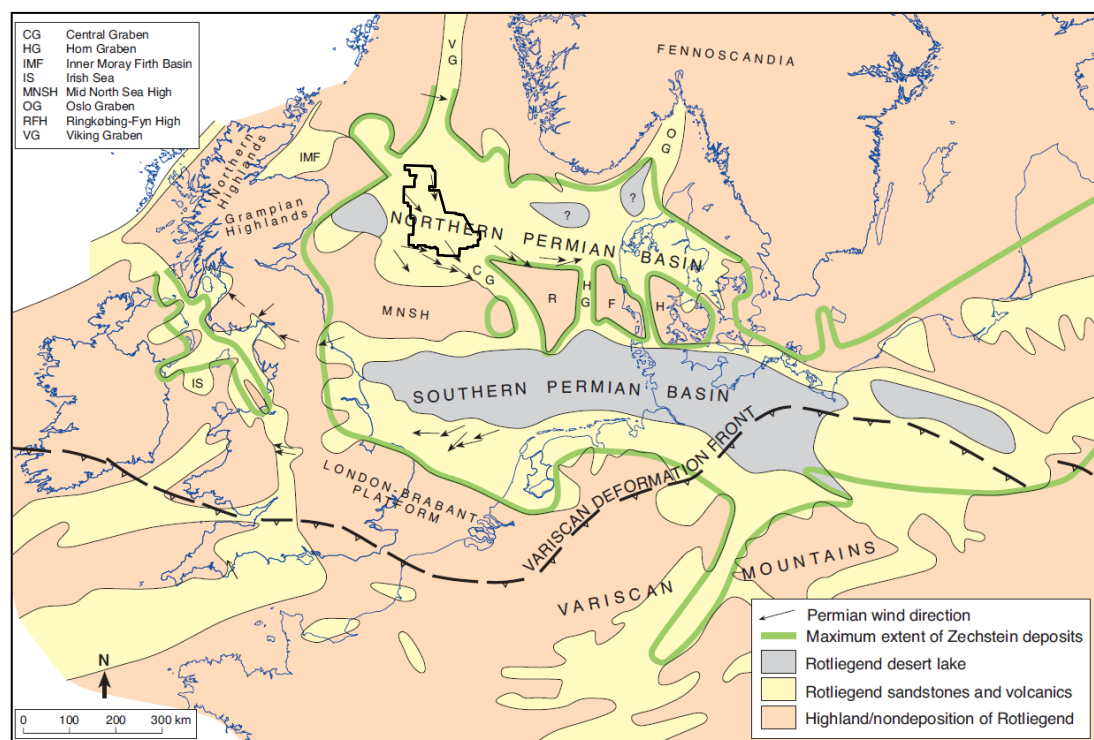 CG Central Graben
HG Horn Graben
IMF Inner Moray Firth Basin
IS Irish Sea
MNSH Mid North Sea High
OG Oslo Graben
RFH Ringkøbing-Fyn High
VG Viking Graben
VG
FENNOSCANDIA
OG
IMF
Northern
Highlands
Grampian
Highlands
?
?
NORTHERN PERMIAN BASIN
CG
HG
R
F
H
MNSH
IS
SOUTHERN PERMIAN BASIN
LONDON-BRABANT
PLATFORM
VARISCAN DEFORMATION FRONT
VARISCAN MOUNTAINS
N
0 100 200 300 km
Permian wind direction
Maximum extent of Zechstein deposits
Rotliegend desert lake
Rotliegend sandstones and volcanics
Highland/nondeposition of Rotliegend